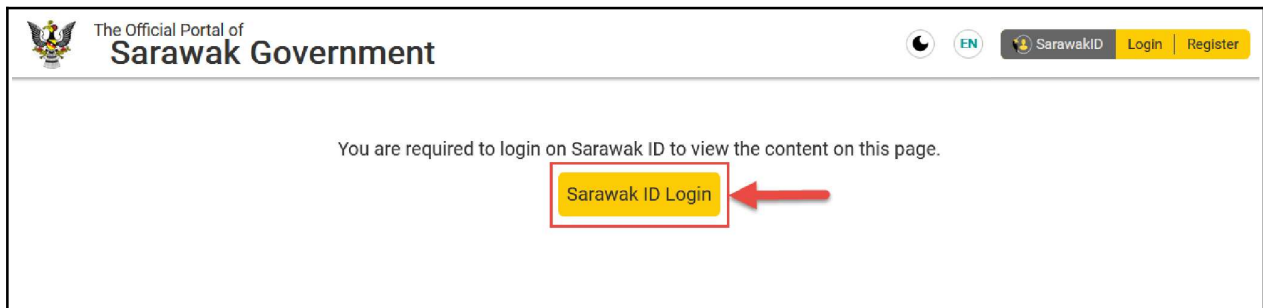 The Official Portal of
Sarawak Government
EN
SarawakID Login Register
You are required to login on Sarawak ID to view the content on this page.
Sarawak ID Login